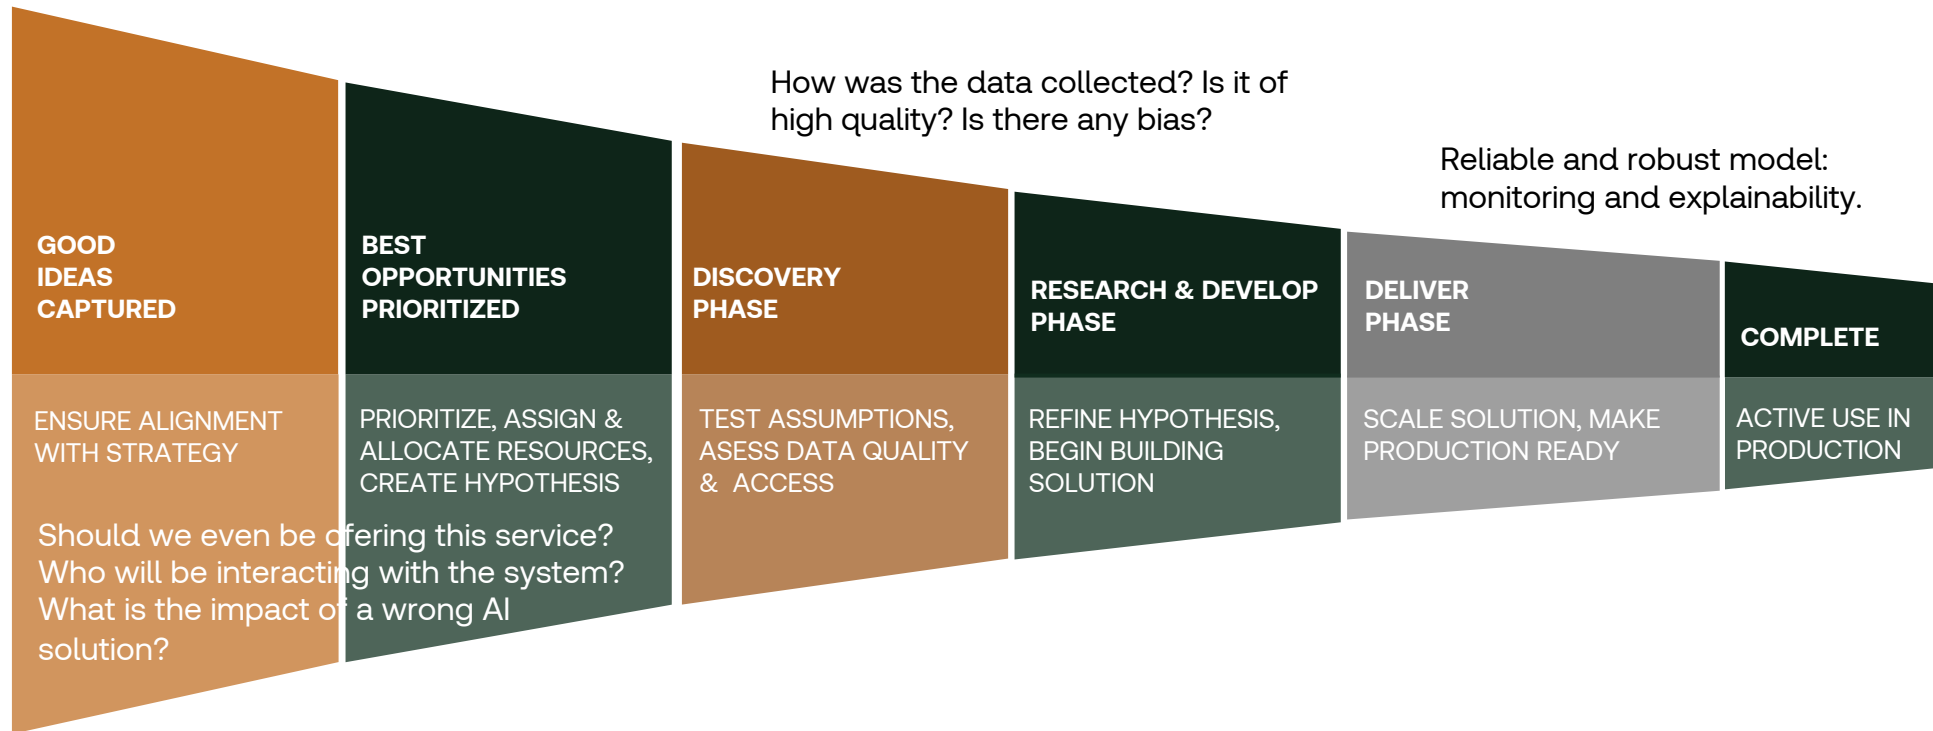 How was the data collected? Is it of
high quality? Is there any bias?
Reliable and robust model:
monitoring and explainability.
GOOD
IDEAS
CAPTURED
BEST
OPPORTUNITIES
PRIORITIZED
DISCOVERY
PHASE
RESEARCH & DEVELOP
PHASE
DELIVER
PHASE
COMPLETE
ENSURE ALIGNMENT
WITH STRATEGY
PRIORITIZE, ASSIGN &
ALLOCATE RESOURCES,
CREATE HYPOTHESIS
TEST ASSUMPTIONS,
ASESS DATA QUALITY
& ACCESS
REFINE HYPOTHESIS,
BEGIN BUILDING
SOLUTION
SCALE SOLUTION, MAKE
PRODUCTION READY
ACTIVE USE IN
PRODUCTION
Should we even be ofering this service?
Who will be interacting with the system?
What is the impact of a wrong AI
solution?